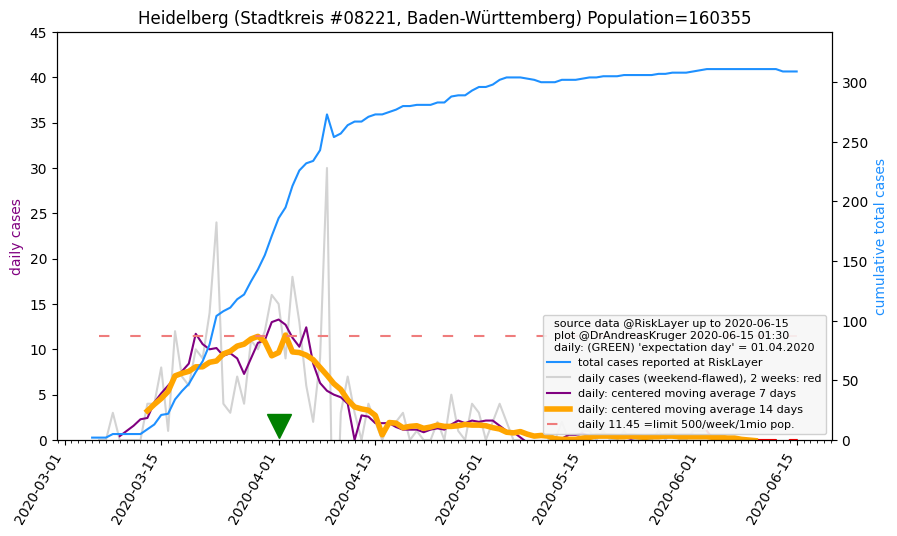 Heidelberg (Stadtkreis #08221, Baden-Württemberg) Population=160355
45
40
35
30
25
20
15
10
5
0
daily cases
300
250
200
150
100
50
0
cumulative total cases
source data @RiskLayer up to 2020-06-15
plot @DrAndreasKruger 2020-06-15 01:30
daily: (GREEN) 'expectation day' = 01.04.2020
total cases reported at RiskLayer
daily cases (weekend-flawed), 2 weeks: red
daily: centered moving average 7 days
daily: centered moving average 14 days
daily 11.45 =limit 500/week/1mio pop.
2020-03-01
2020-03-15
2020-04-01
2020-04-15
2020-05-01
2020-05-15
2020-06-01
2020-06-15